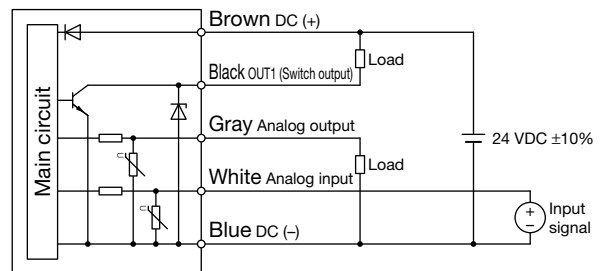 Brown DC (+)
Load
Black OUT1 (Switch output)
Main circuit
Gray Analog output
24 VDC ±10%
Load
White Analog input
Input
signal
Blue DC (–)